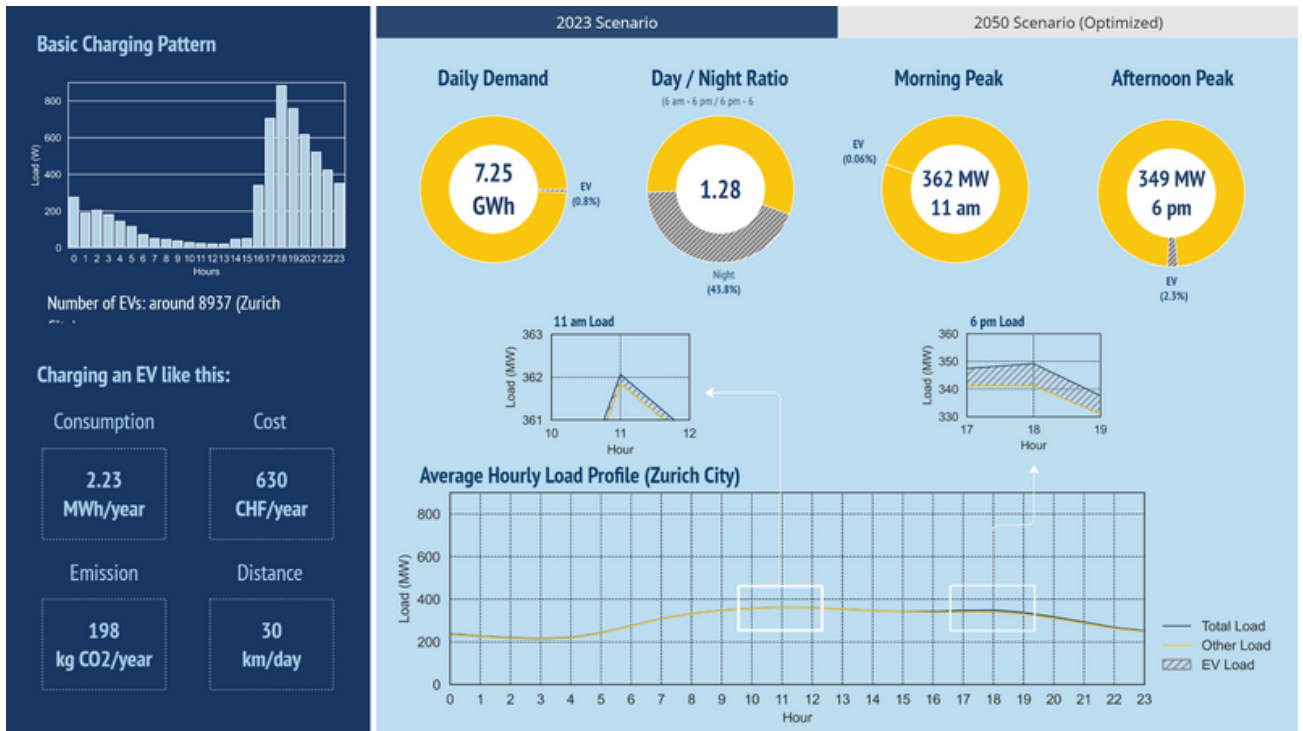 Basic Charging Pattern
800
600
400
200
0
Load (W)
0 1 2 3 4 5 6 7 8 9 10 11 12 13 14 15 16 17 18 19 20 21 22 23
Hours
Number of EVs: around 8937 (Zurich
Charging an EV like this:
Consumption
2.23
MWh/year
Cost
630
CHF/year
Emission
198
kg CO2/year
Distance
30
km/day
2023 Scenario
2050 Scenario (Optimized)
Daily Demand
7.25
GWh
EV
(0.8%)
Day / Night Ratio
(6 am - 6 pm / 6 pm - 6
1.28
Night
(43.8%)
Morning Peak
EV
(0.06%)
362 MW
11 am
Afternoon Peak
349 MW
6 pm
EV
(2.3%)
11 am Load
363
362
361
Load (MW)
10 11 12
Hour
6 pm Load
360
350
340
330
Load (MW)
17 18 19
Hour
Average Hourly Load Profile (Zurich City)
800
600
400
200
0
Load (MW)
0 1 2 3 4 5 6 7 8 9 10 11 12 13 14 15 16 17 18 19 20 21 22 23
Hour
Total Load
Other Load
EV Load